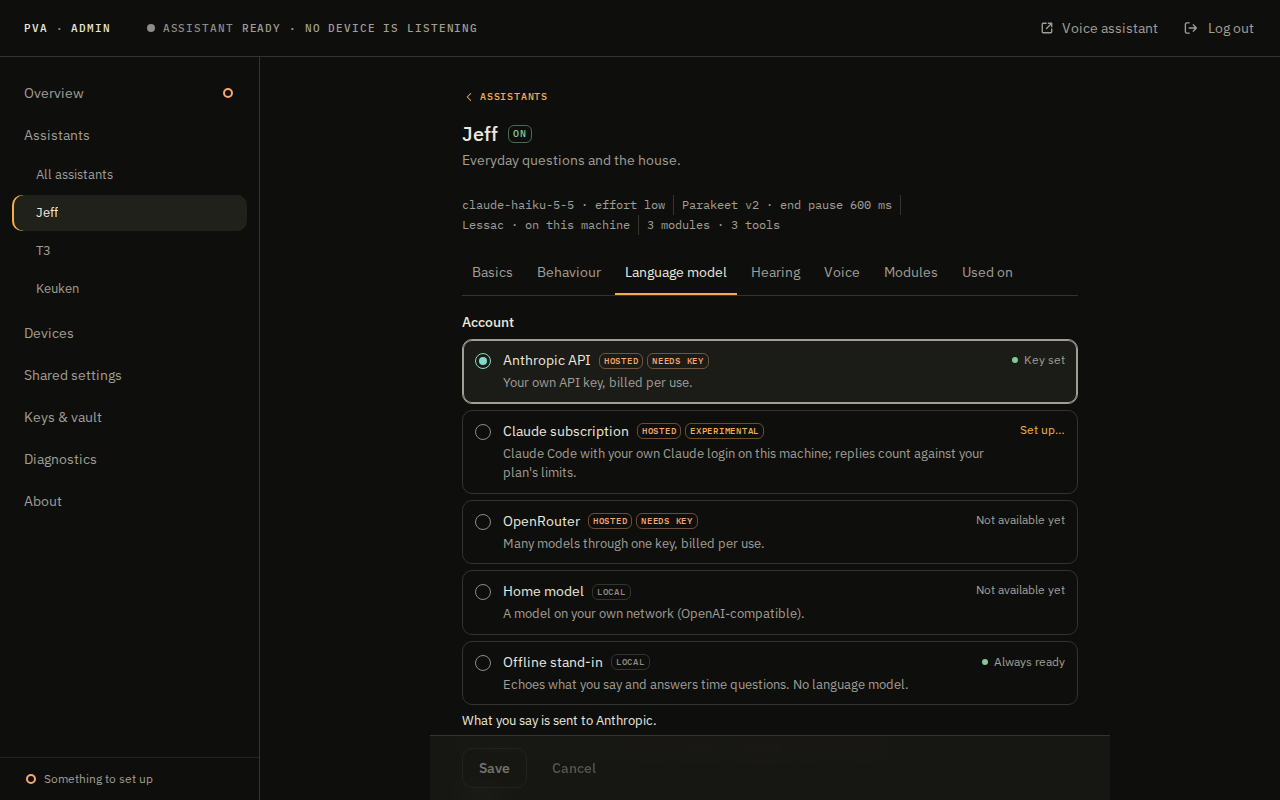 PVA · ADMIN
ASSISTANT READY · NO DEVICE IS LISTENING
Voice assistant
Log out
Overview
Assistants
All assistants
Jeff
T3
Keuken
Devices
Shared settings
Keys & vault
Diagnostics
About
Something to set up
ASSISTANTS
Jeff ON
Everyday questions and the house.
claude-haiku-5-5 · effort low | Parakeet v2 · end pause 600 ms |
Lessac · on this machine | 3 modules · 3 tools
Basics Behaviour Language model Hearing Voice Modules Used on
Account
Anthropic API HOSTED NEEDS KEY Key set
Your own API key, billed per use.
Claude subscription HOSTED EXPERIMENTAL Set up...
Claude Code with your own Claude login on this machine; replies count against your
plan's limits.
OpenRouter HOSTED NEEDS KEY Not available yet
Many models through one key, billed per use.
Home model LOCAL Not available yet
A model on your own network (OpenAI-compatible).
Offline stand-in LOCAL Always ready
Echoes what you say and answers time questions. No language model.
What you say is sent to Anthropic.
Save Cancel